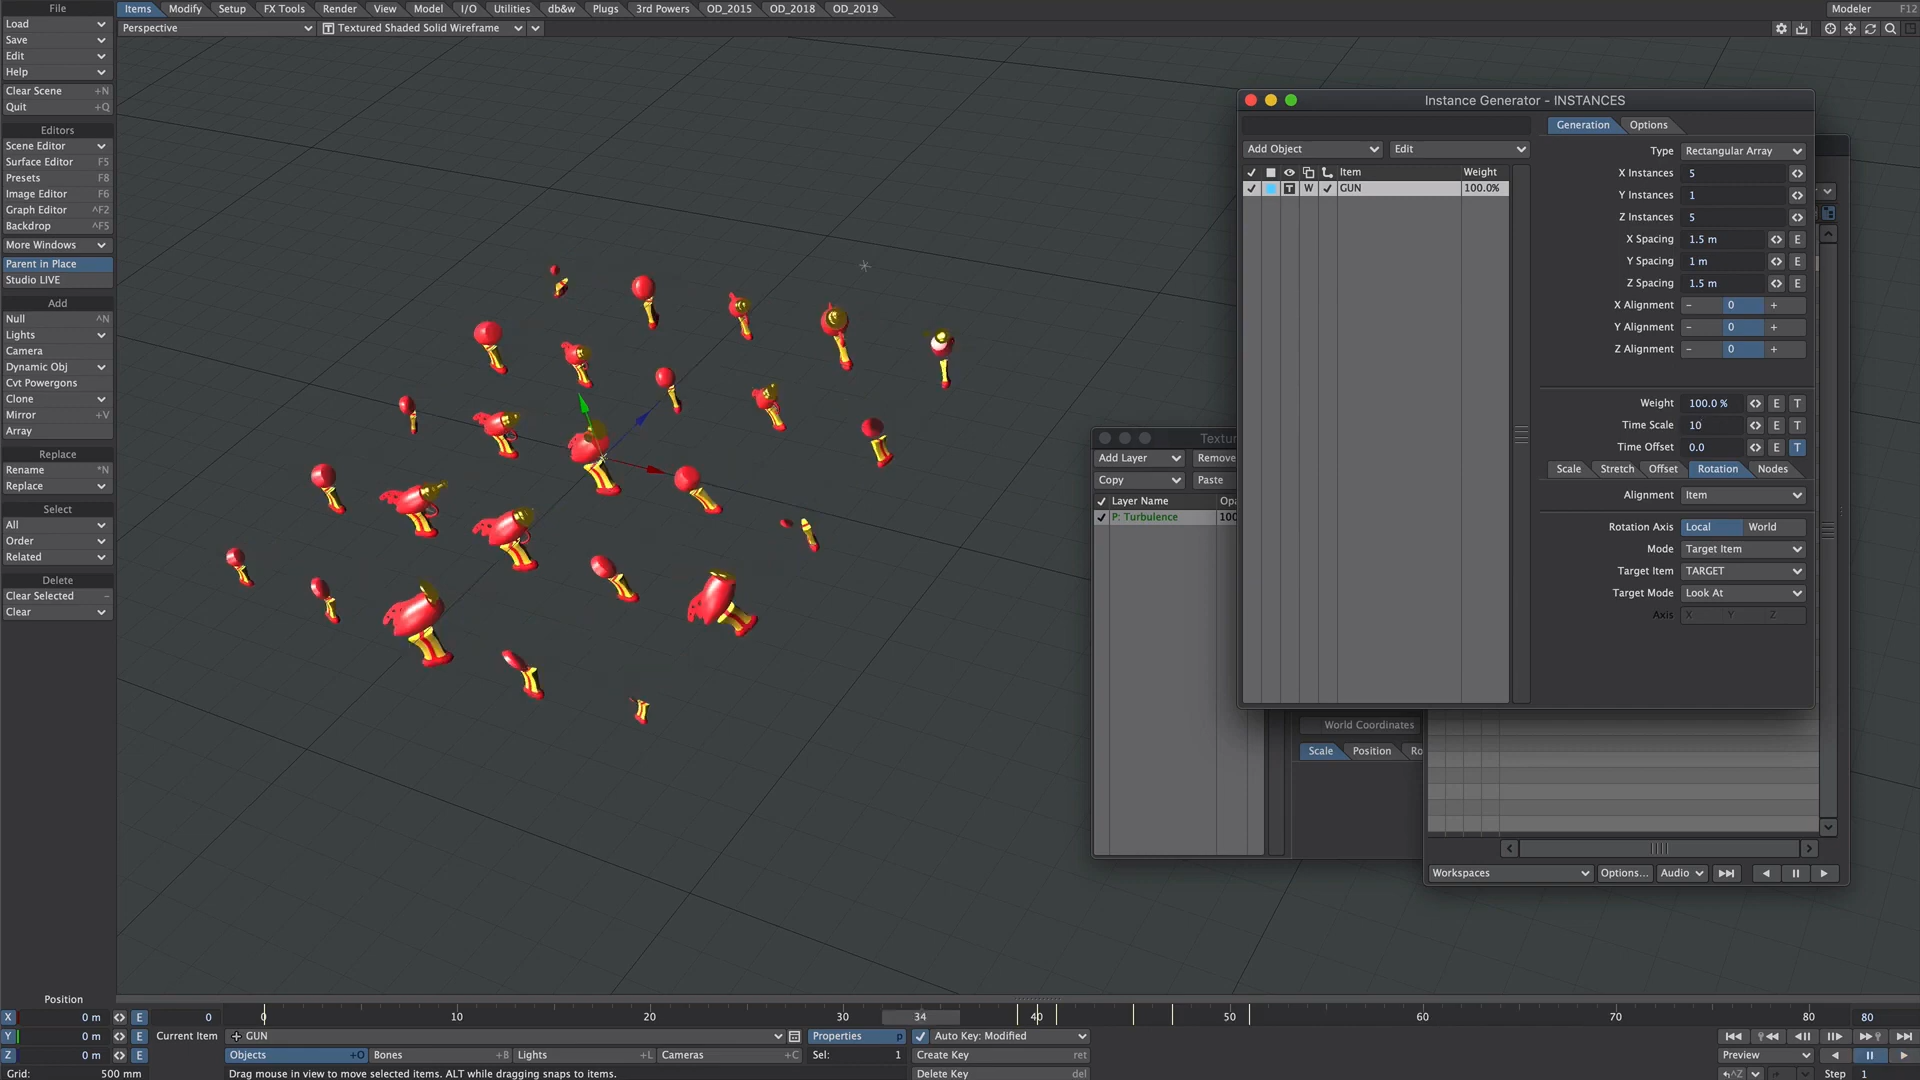 File
Load
Save
Edit
Help
Clear Scene +N
Quit +Q
Editors
Scene Editor
Surface Editor F5
Presets F8
Image Editor F6
Graph Editor ^F2
Backdrop ^F5
More Windows
Parent in Place
Studio LIVE
Add
Null ^N
Lights
Camera
Dynamic Obj
Cvt Powergons
Clone
Mirror +V
Array
Replace
Rename *N
Replace
Select
All
Order
Related
Delete
Clear Selected –
Clear
Items Modify Setup FX Tools Render View Model I/O Utilities db&w Plugs 3rd Powers OD_2015 OD_2018 OD_2019
Modeler F12
Perspective T Textured Shaded Solid Wireframe
Instance Generator - INSTANCES
Generation Options
Add Object Edit
Item Weight
T W GUN 100.0%
Type Rectangular Array
X Instances 5
Y Instances 1
Z Instances 5
X Spacing 1.5 m E
Y Spacing 1 m E
Z Spacing 1.5 m E
X Alignment – 0 +
Y Alignment – 0 +
Z Alignment – 0 +
Weight 100.0 % E T
Time Scale 10 E T
Time Offset 0.0 E T
Scale Stretch Offset Rotation Nodes
Alignment Item
Rotation Axis Local World
Mode Target Item
Target Item TARGET
Target Mode Look At
Axis X Y Z
Textur
Add Layer Remove
Copy Paste
Layer Name Opa
P: Turbulence 100
World Coordinates
Scale Position Ro
Workspaces Options... Audio
Position
X 0 m E
Y 0 m E
Z 0 m E
Grid: 500 mm
0 0 10 20 30 34 40 50 60 70 80 80
Current Item GUN Properties p Auto Key: Modified
Objects +O Bones +B Lights +L Cameras +C Sel: 1 Create Key ret
Drag mouse in view to move selected items. ALT while dragging snaps to items.
Delete Key del
Preview
^Z Step 1